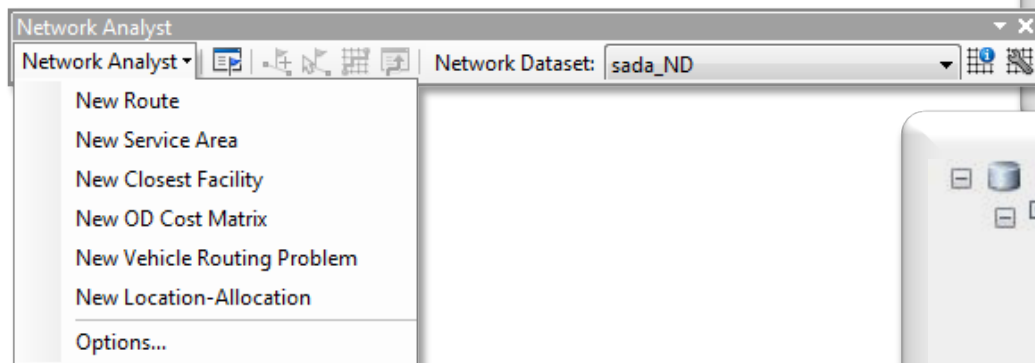 Network Analyst
Network Analyst Network Dataset: sada_ND
New Route
New Service Area
New Closest Facility
New OD Cost Matrix
New Vehicle Routing Problem
New Location-Allocation
Options...